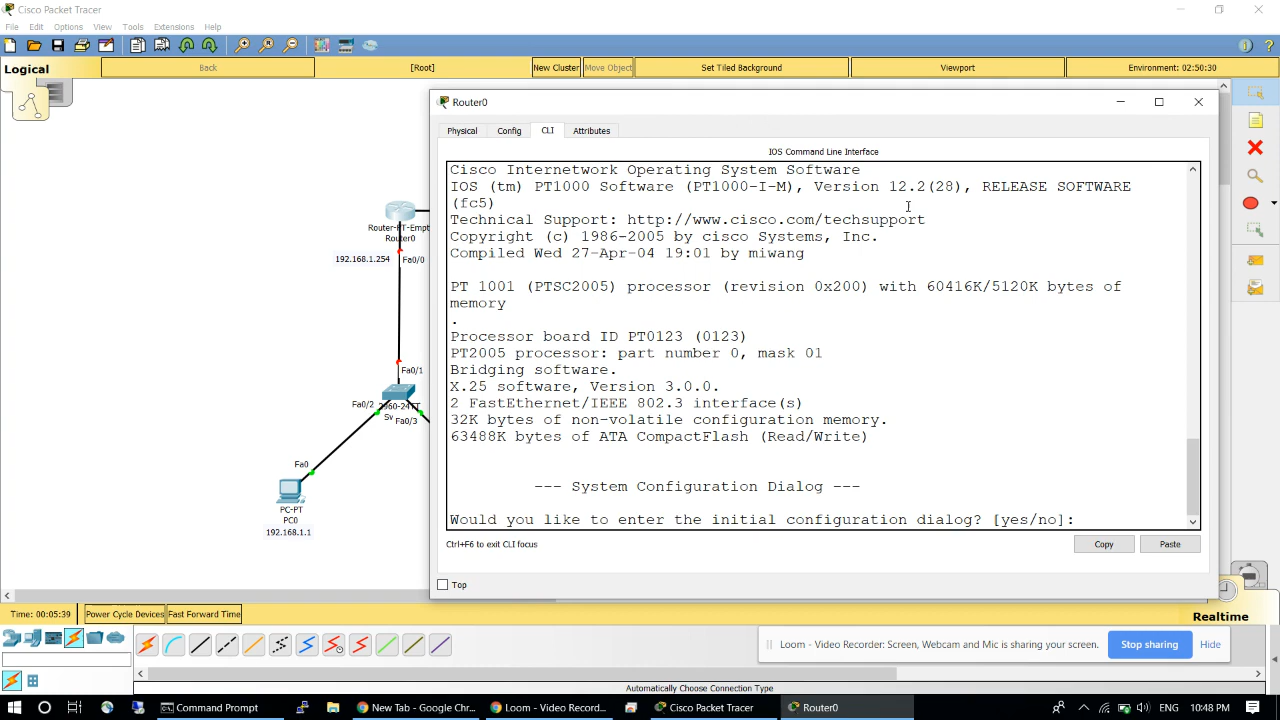 Cisco Packet Tracer
File Edit Options View Tools Extensions Help
Logical
Back
[Root]
New Cluster
Move Object
Set Tiled Background
Viewport
Environment: 02:50:30
Router0
Physical Config CLI Attributes
IOS Command Line Interface
Cisco Internetwork Operating System Software
IOS (tm) PT1000 Software (PT1000-I-M), Version 12.2(28), RELEASE SOFTWARE
(fc5)
Technical Support: http://www.cisco.com/techsupport
Copyright (c) 1986-2005 by cisco Systems, Inc.
Compiled Wed 27-Apr-04 19:01 by miwang
PT 1001 (PTSC2005) processor (revision 0x200) with 60416K/5120K bytes of
memory
.
Processor board ID PT0123 (0123)
PT2005 processor: part number 0, mask 01
Bridging software.
X.25 software, Version 3.0.0.
2 FastEthernet/IEEE 802.3 interface(s)
32K bytes of non-volatile configuration memory.
63488K bytes of ATA CompactFlash (Read/Write)
--- System Configuration Dialog ---
Would you like to enter the initial configuration dialog? [yes/no]:
Ctrl+F6 to exit CLI focus
Copy
Paste
Top
Router-PT-Empt
Router0
192.168.1.254
Fa0/0
Fa0/1
2960-24TT
Sv
Fa0/2
Fa0/3
Fa0
PC-PT
PC0
192.168.1.1
Time: 00:05:39
Power Cycle Devices
Fast Forward Time
Realtime
Loom - Video Recorder: Screen, Webcam and Mic is sharing your screen.
Stop sharing
Hide
Automatically Choose Connection Type
Command Prompt
New Tab - Google Chr...
Loom - Video Record...
Cisco Packet Tracer
Router0
10:48 PM